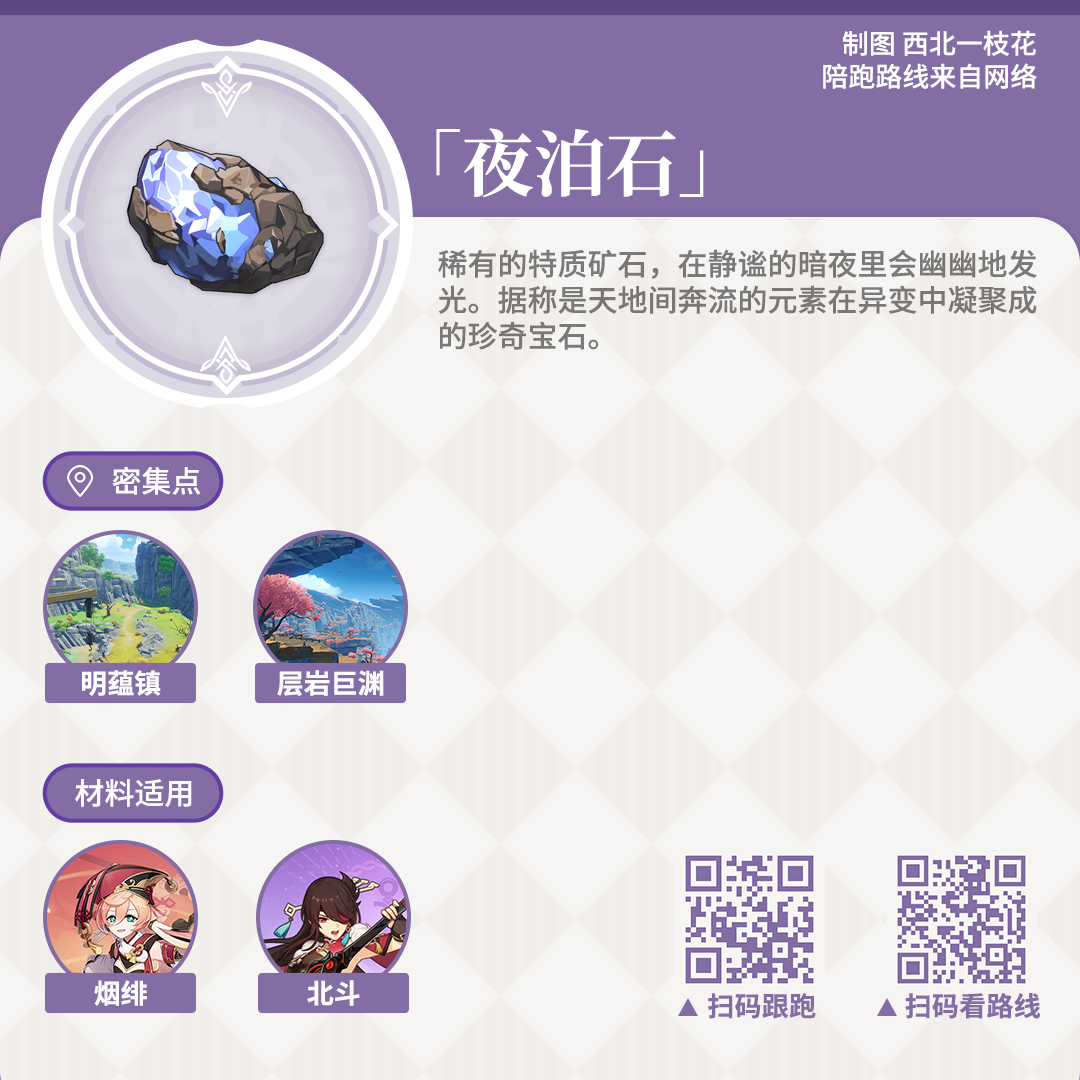 制图 西北一枝花
陪跑路线来自网络
「夜泊石」
稀有的特质矿石，在静谧的暗夜里会幽幽地发
光。据称是天地间奔流的元素在异变中凝聚成
的珍奇宝石。
密集点
明蕴镇
层岩巨渊
材料适用
烟绯
北斗
▲ 扫码跟跑
▲ 扫码看路线